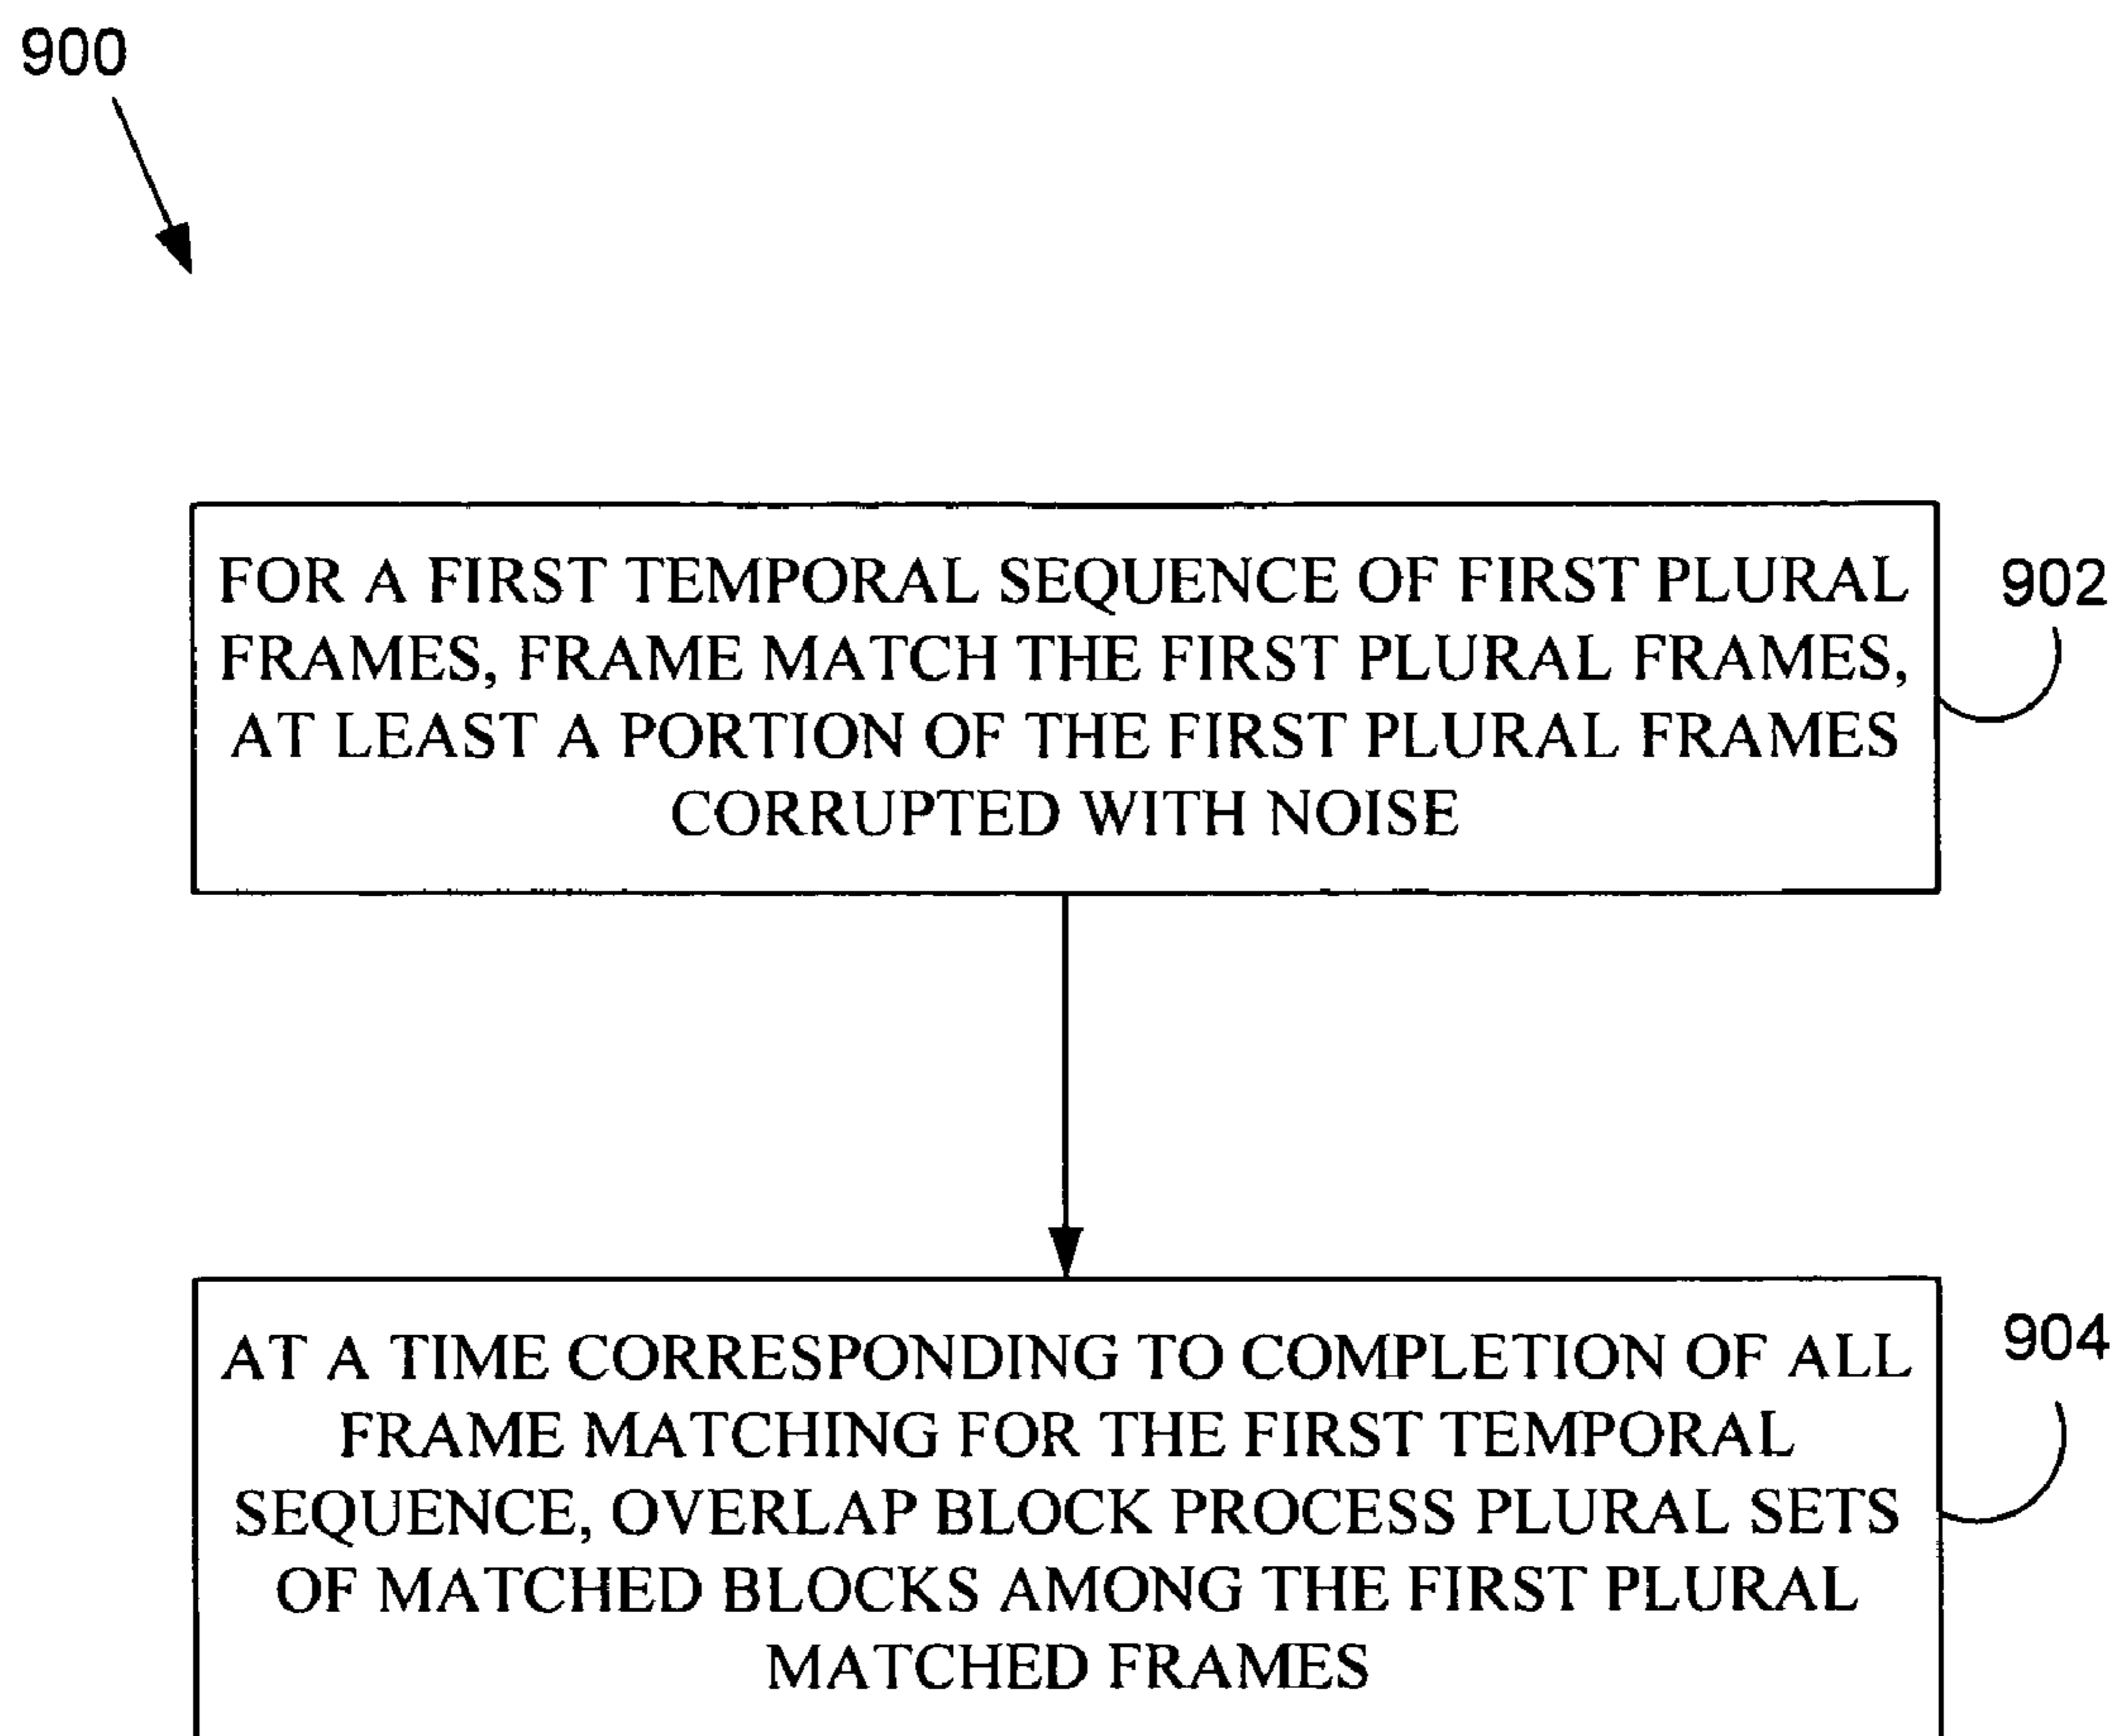 900
FOR A FIRST TEMPORAL SEQUENCE OF FIRST PLURAL
FRAMES, FRAME MATCH THE FIRST PLURAL FRAMES,
AT LEAST A PORTION OF THE FIRST PLURAL FRAMES
CORRUPTED WITH NOISE
902
AT A TIME CORRESPONDING TO COMPLETION OF ALL
FRAME MATCHING FOR THE FIRST TEMPORAL
SEQUENCE, OVERLAP BLOCK PROCESS PLURAL SETS
OF MATCHED BLOCKS AMONG THE FIRST PLURAL
MATCHED FRAMES
904